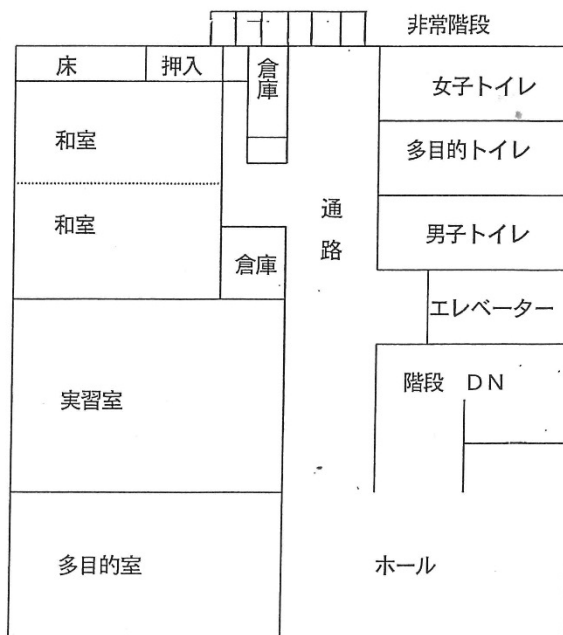 非常階段
床
押入
倉庫
女子トイレ
和室
多目的トイレ
通路
和室
男子トイレ
倉庫
エレベーター
階段 DN
実習室
多目的室
ホール